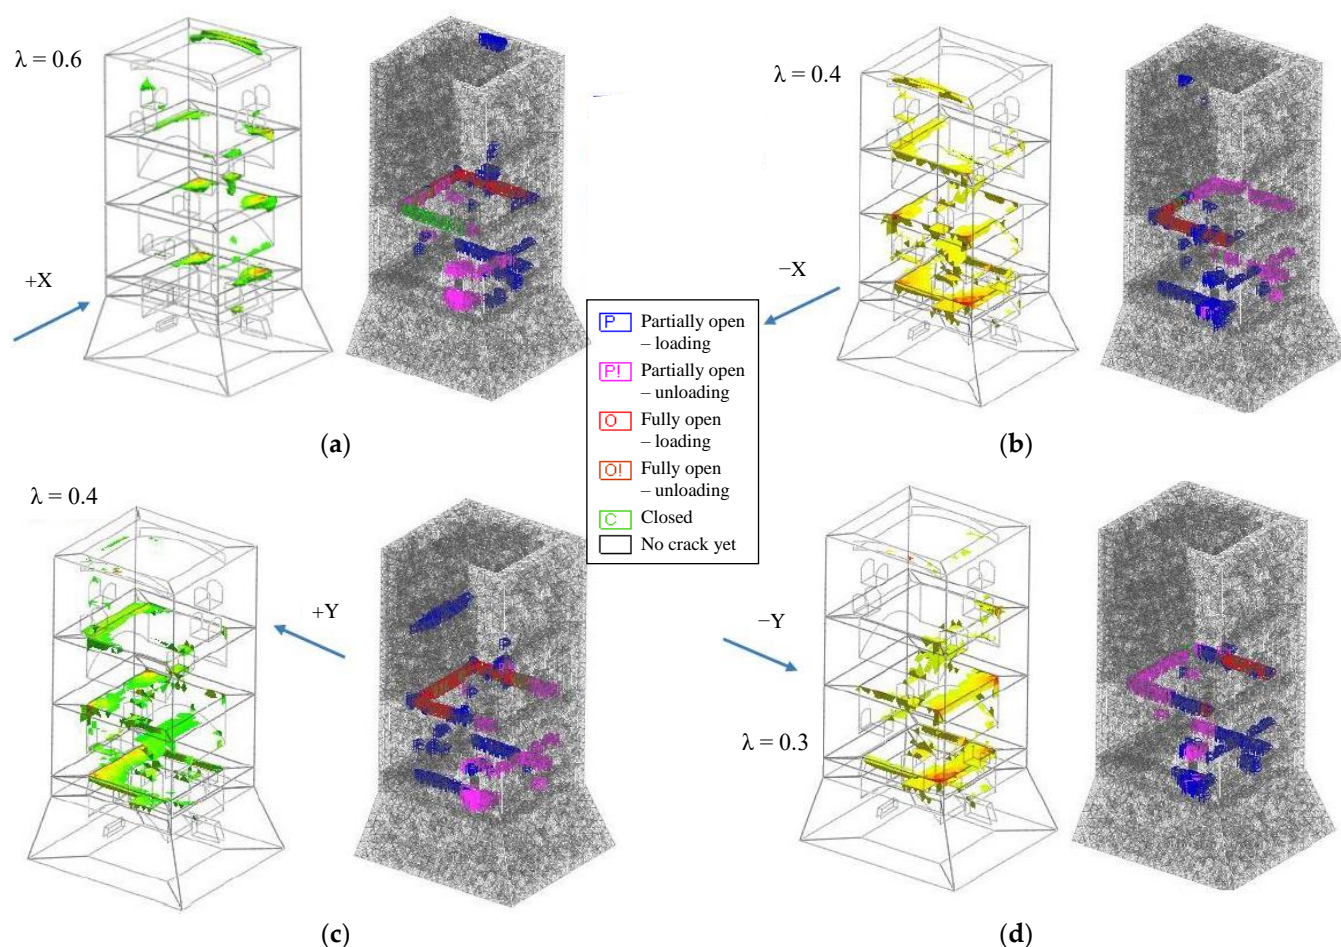 λ = 0.6
+X
(a)
λ = 0.4
−X
(b)
P Partially open
– loading
P! Partially open
– unloading
O Fully open
– loading
O! Fully open
– unloading
C Closed
No crack yet
λ = 0.4
+Y
(c)
−Y
λ = 0.3
(d)